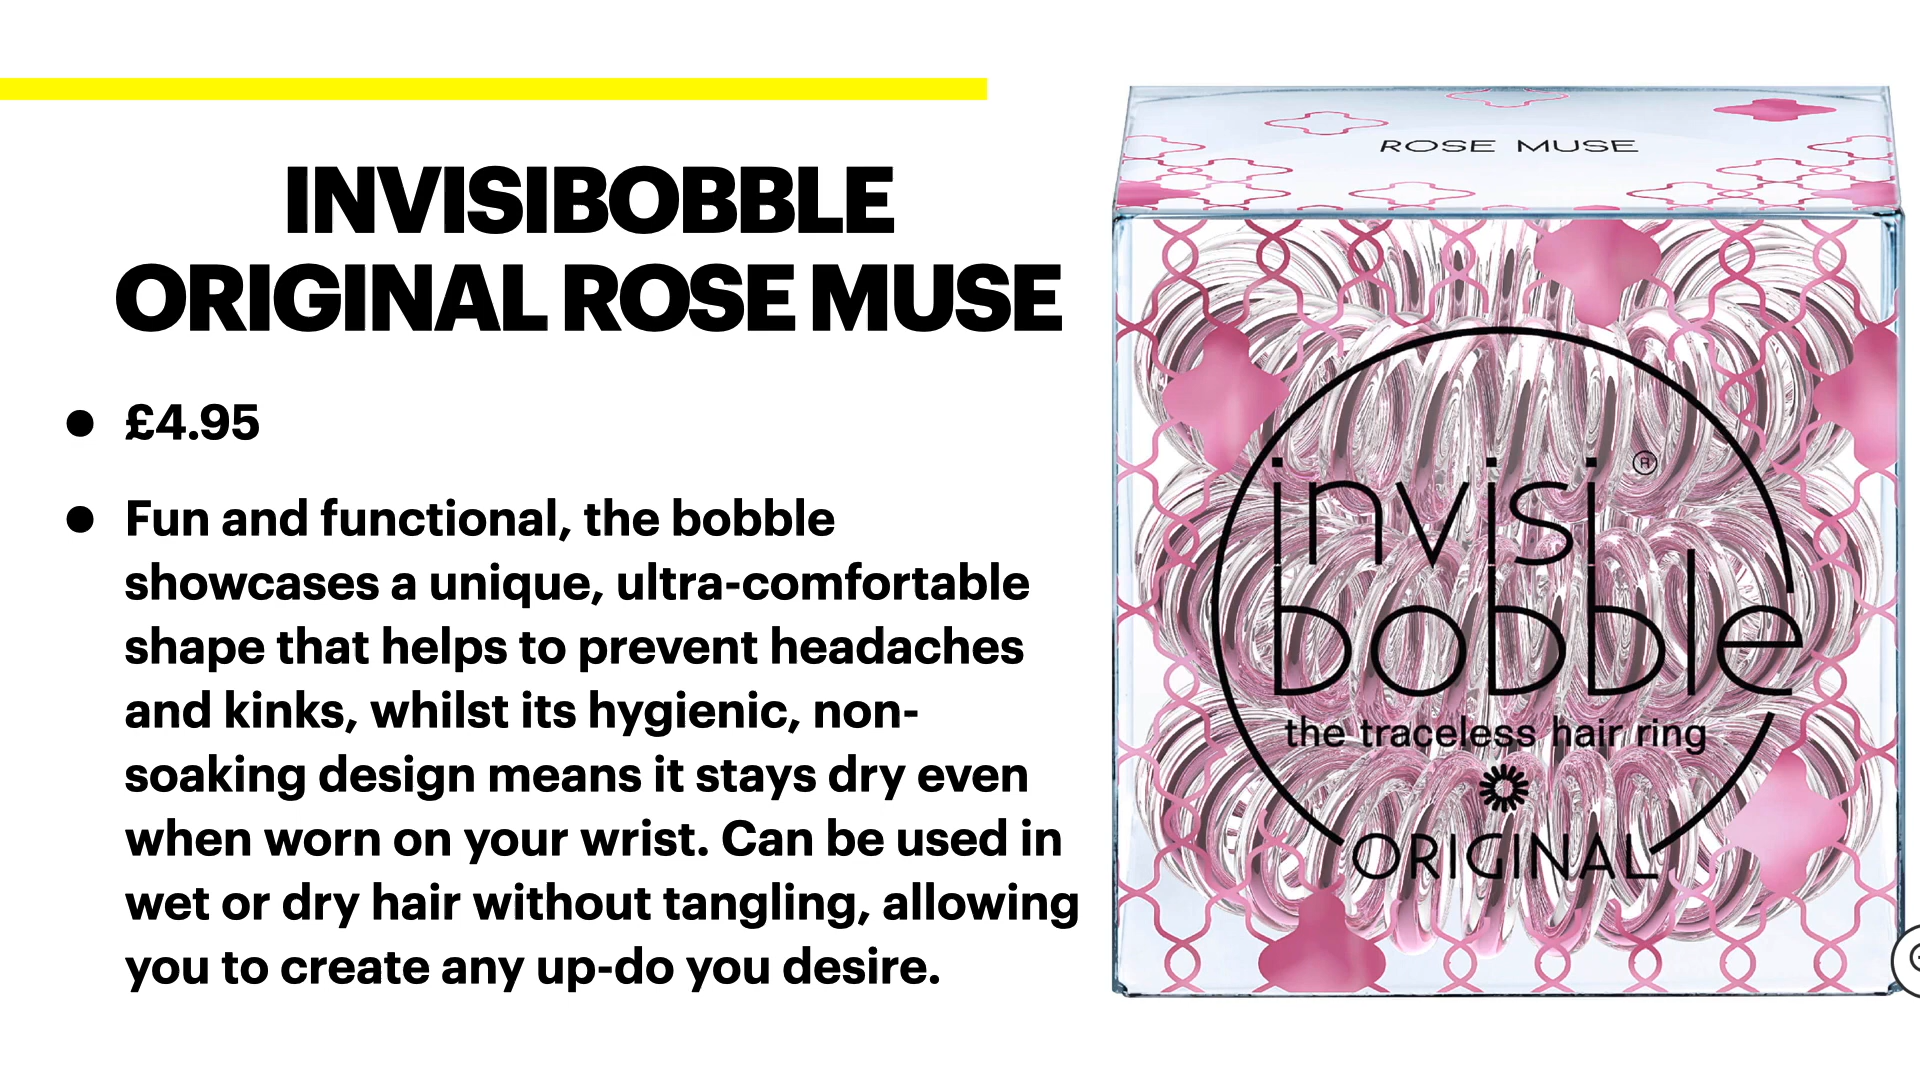 INVISIBOBBLE
ORIGINAL ROSE MUSE
● £4.95
● Fun and functional, the bobble
showcases a unique, ultra-comfortable
shape that helps to prevent headaches
and kinks, whilst its hygienic, non-
soaking design means it stays dry even
when worn on your wrist. Can be used in
wet or dry hair without tangling, allowing
you to create any up-do you desire.
ROSE MUSE
invisi®
bobble
the traceless hair ring
ORIGINAL